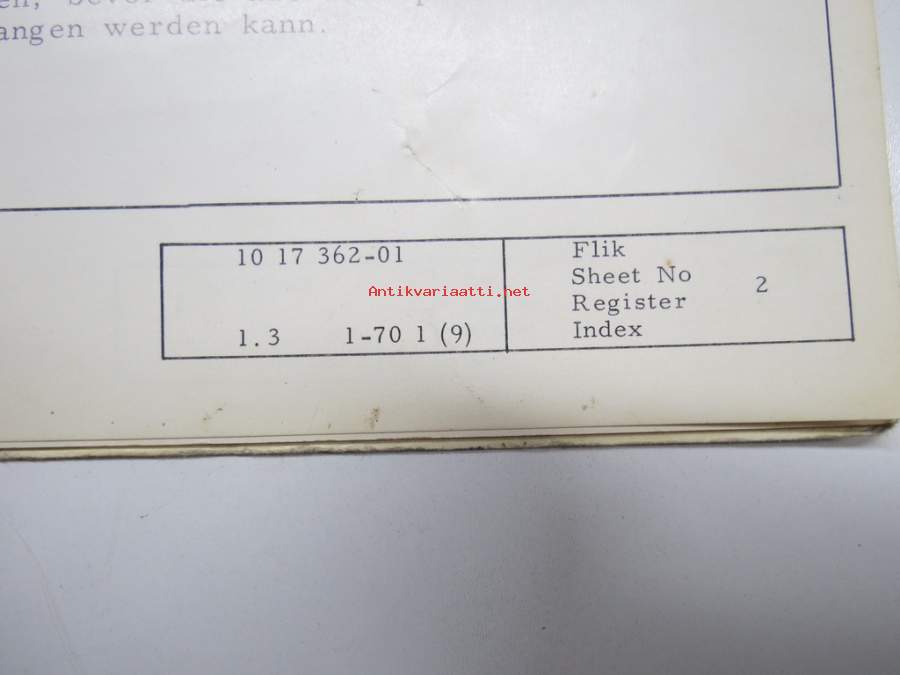 angen werden kann.
10 17 362-01
1.3 1-70 1 (9)
Flik
Sheet No
Register
Index
2
Antikvariaatti.net